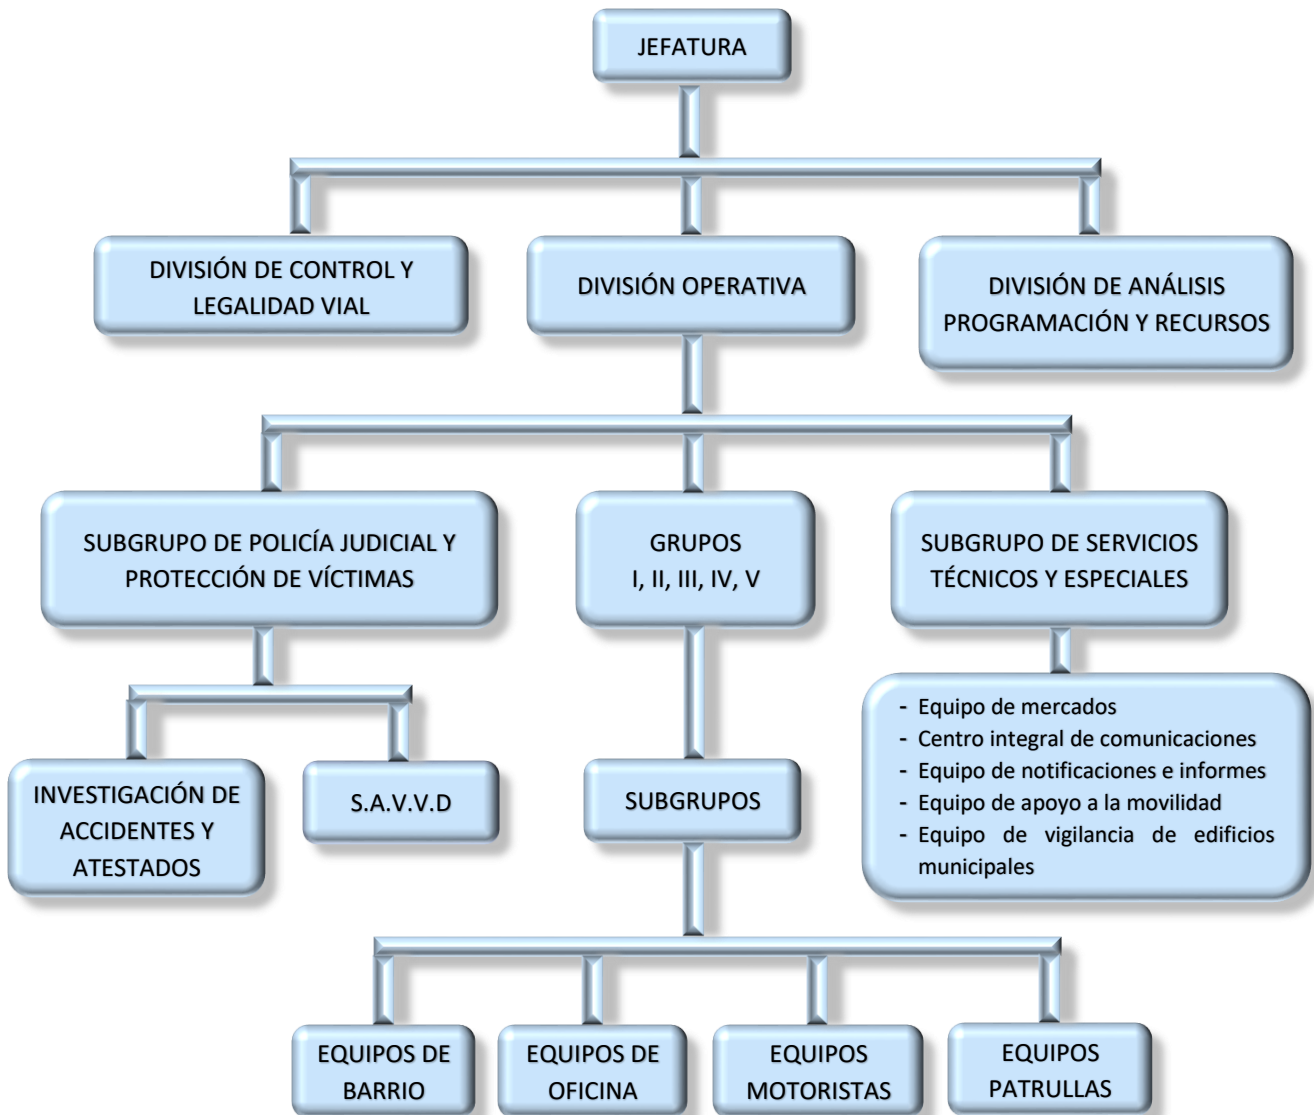 JEFATURA
DIVISIÓN DE CONTROL Y
LEGALIDAD VIAL
DIVISIÓN OPERATIVA
DIVISIÓN DE ANÁLISIS
PROGRAMACIÓN Y RECURSOS
SUBGRUPO DE POLICÍA JUDICIAL Y
PROTECCIÓN DE VÍCTIMAS
GRUPOS
I, II, III, IV, V
SUBGRUPO DE SERVICIOS
TÉCNICOS Y ESPECIALES
INVESTIGACIÓN DE
ACCIDENTES Y
ATESTADOS
S.A.V.V.D
SUBGRUPOS
- Equipo de mercados
- Centro integral de comunicaciones
- Equipo de notificaciones e informes
- Equipo de apoyo a la movilidad
- Equipo de vigilancia de edificios
municipales
EQUIPOS DE
BARRIO
EQUIPOS DE
OFICINA
EQUIPOS
MOTORISTAS
EQUIPOS
PATRULLAS